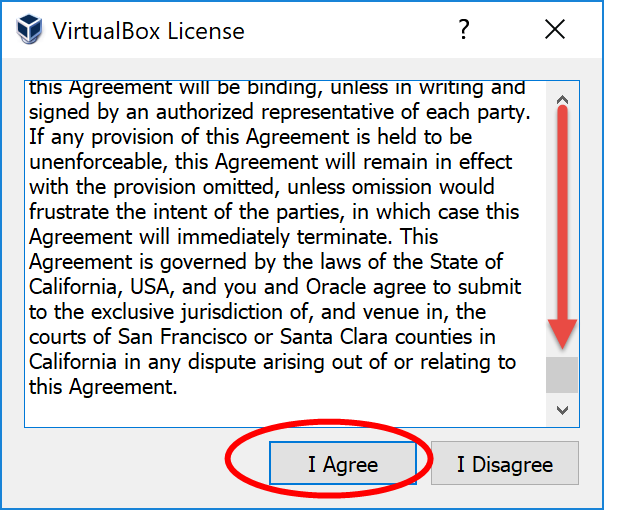 VirtualBox License
?
this Agreement will be binding, unless in writing and
signed by an authorized representative of each party.
If any provision of this Agreement is held to be
unenforceable, this Agreement will remain in effect
with the provision omitted, unless omission would
frustrate the intent of the parties, in which case this
Agreement will immediately terminate. This
Agreement is governed by the laws of the State of
California, USA, and you and Oracle agree to submit
to the exclusive jurisdiction of, and venue in, the
courts of San Francisco or Santa Clara counties in
California in any dispute arising out of or relating to
this Agreement.
I Agree
I Disagree